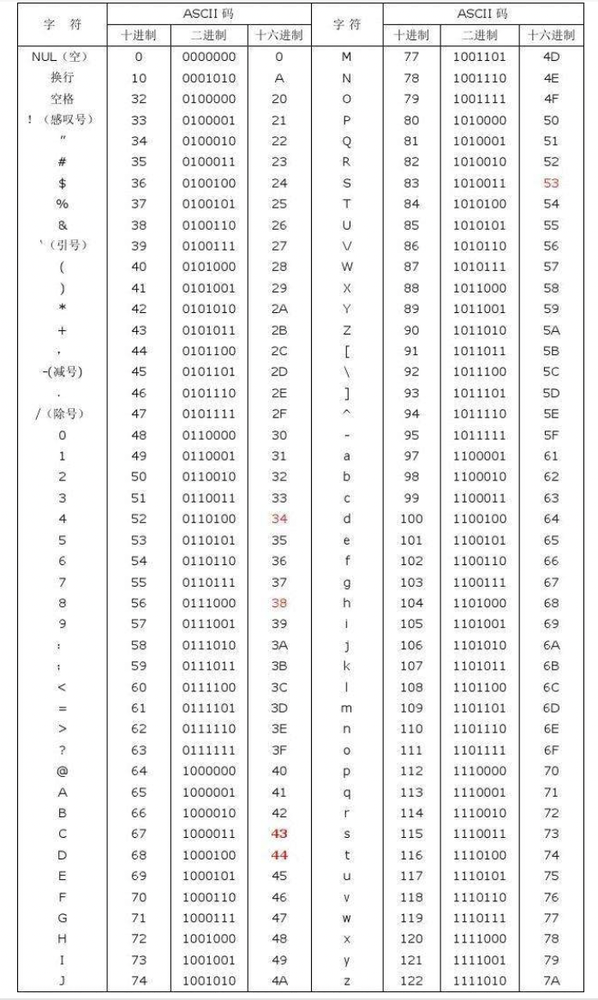 字 符 ASCII 码 字 符 ASCII 码
十进制 二进制 十六进制 十进制 二进制 十六进制
NUL（空） 0 0000000 0 M 77 1001101 4D
换行 10 0001010 A N 78 1001110 4E
空格 32 0100000 20 O 79 1001111 4F
！（感叹号） 33 0100001 21 P 80 1010000 50
" 34 0100010 22 Q 81 1010001 51
# 35 0100011 23 R 82 1010010 52
$ 36 0100100 24 S 83 1010011 53
% 37 0100101 25 T 84 1010100 54
& 38 0100110 26 U 85 1010101 55
‘（引号） 39 0100111 27 V 86 1010110 56
( 40 0101000 28 W 87 1010111 57
) 41 0101001 29 X 88 1011000 58
* 42 0101010 2A Y 89 1011001 59
+ 43 0101011 2B Z 90 1011010 5A
, 44 0101100 2C [ 91 1011011 5B
-(减号) 45 0101101 2D \ 92 1011100 5C
. 46 0101110 2E ] 93 1011101 5D
/（除号） 47 0101111 2F ^ 94 1011110 5E
0 48 0110000 30 - 95 1011111 5F
1 49 0110001 31 a 97 1100001 61
2 50 0110010 32 b 98 1100010 62
3 51 0110011 33 c 99 1100011 63
4 52 0110100 34 d 100 1100100 64
5 53 0110101 35 e 101 1100101 65
6 54 0110110 36 f 102 1100110 66
7 55 0110111 37 g 103 1100111 67
8 56 0111000 38 h 104 1101000 68
9 57 0111001 39 i 105 1101001 69
: 58 0111010 3A j 106 1101010 6A
; 59 0111011 3B k 107 1101011 6B
< 60 0111100 3C l 108 1101100 6C
= 61 0111101 3D m 109 1101101 6D
> 62 0111110 3E n 110 1101110 6E
? 63 0111111 3F o 111 1101111 6F
@ 64 1000000 40 p 112 1110000 70
A 65 1000001 41 q 113 1110001 71
B 66 1000010 42 r 114 1110010 72
C 67 1000011 43 s 115 1110011 73
D 68 1000100 44 t 116 1110100 74
E 69 1000101 45 u 117 1110101 75
F 70 1000110 46 v 118 1110110 76
G 71 1000111 47 w 119 1110111 77
H 72 1001000 48 x 120 1111000 78
I 73 1001001 49 y 121 1111001 79
J 74 1001010 4A z 122 1111010 7A